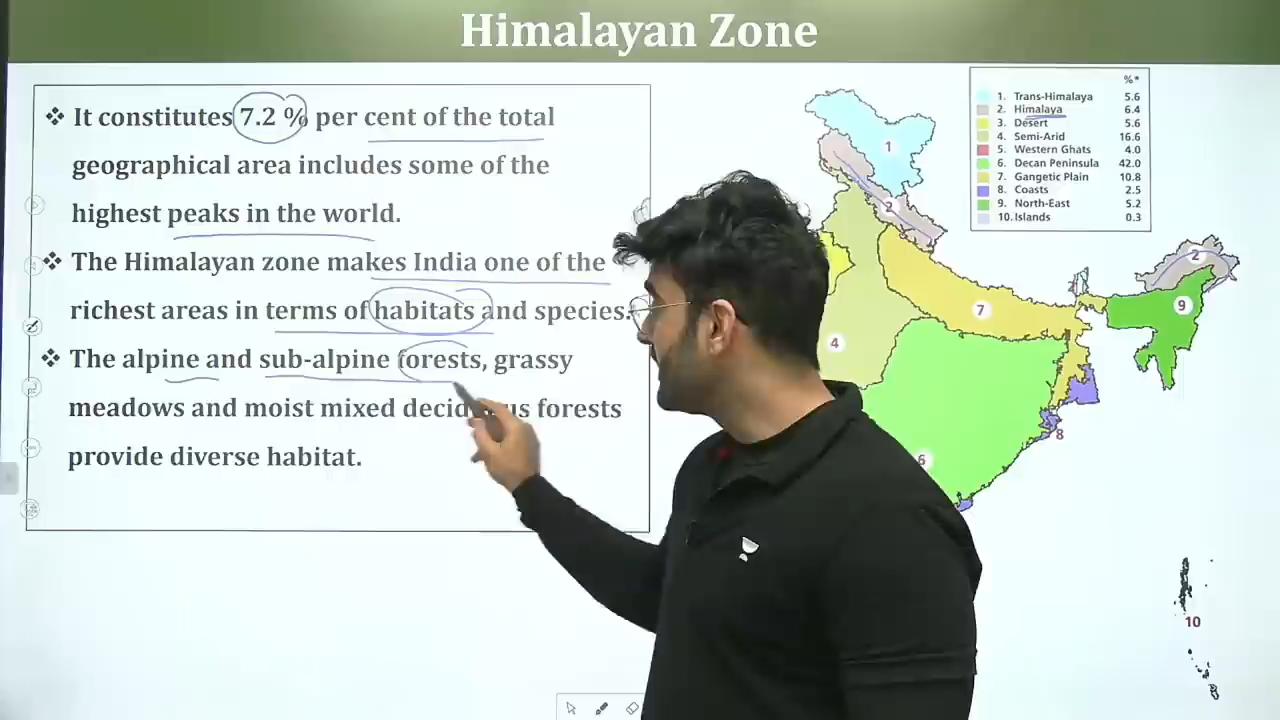 Himalayan Zone
❖ It constitutes 7.2 % per cent of the total
geographical area includes some of the
highest peaks in the world.
❖ The Himalayan zone makes India one of the
richest areas in terms of habitats and species.
❖ The alpine and sub-alpine forests, grassy
meadows and moist mixed forests
provide diverse habitat.
%*
1. Trans-Himalaya 5.6
2. Himalaya 6.4
3. Desert 5.6
4. Semi-Arid 16.6
5. Western Ghats 4.0
6. Decan Peninsula 42.0
7. Gangetic Plain 10.8
8. Coasts 2.5
9. North-East 5.2
10. Islands 0.3
1
2
2
9
7
4
8
6
10